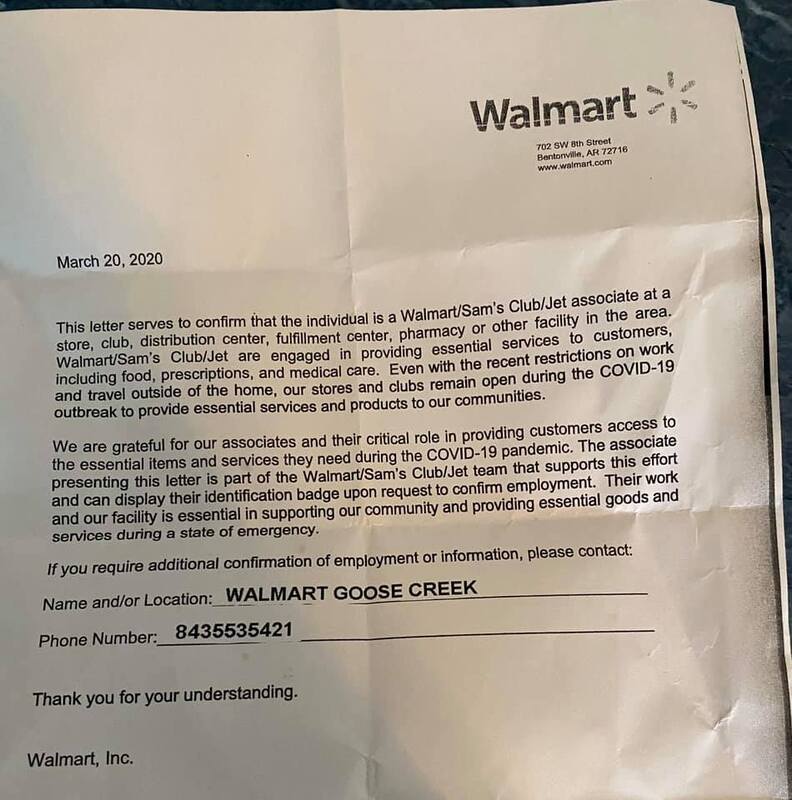 Walmart
702 SW 8th Street
Bentonville, AR 72716
www.walmart.com
March 20, 2020
This letter serves to confirm that the individual is a Walmart/Sam's Club/Jet associate at a
store, club, distribution center, fulfillment center, pharmacy or other facility in the area.
Walmart/Sam's Club/Jet are engaged in providing essential services to customers,
including food, prescriptions, and medical care. Even with the recent restrictions on work
and travel outside of the home, our stores and clubs remain open during the COVID-19
outbreak to provide essential services and products to our communities.
We are grateful for our associates and their critical role in providing customers access to
the essential items and services they need during the COVID-19 pandemic. The associate
presenting this letter is part of the Walmart/Sam's Club/Jet team that supports this effort
and can display their identification badge upon request to confirm employment. Their work
and our facility is essential in supporting our community and providing essential goods and
services during a state of emergency.
If you require additional confirmation of employment or information, please contact:
Name and/or Location: WALMART GOOSE CREEK
Phone Number: 8435535421
Thank you for your understanding.
Walmart, Inc.